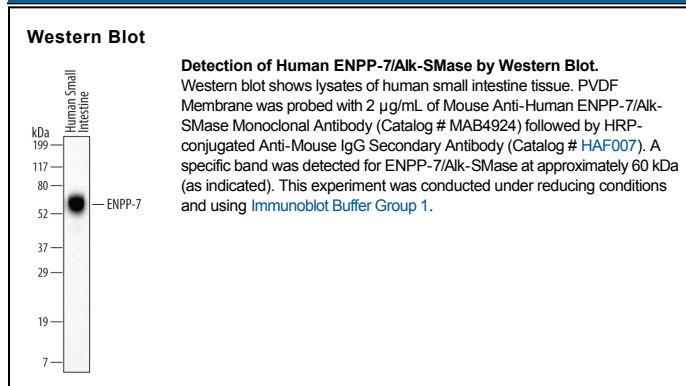 Western Blot
Human Small
Intestine
kDa
199
117
80
52
37
29
19
7
ENPP-7
Detection of Human ENPP-7/Alk-SMase by Western Blot.
Western blot shows lysates of human small intestine tissue. PVDF
Membrane was probed with 2 µg/mL of Mouse Anti-Human ENPP-7/Alk-
SMase Monoclonal Antibody (Catalog # MAB4924) followed by HRP-
conjugated Anti-Mouse IgG Secondary Antibody (Catalog # HAF007). A
specific band was detected for ENPP-7/Alk-SMase at approximately 60 kDa
(as indicated). This experiment was conducted under reducing conditions
and using Immunoblot Buffer Group 1.